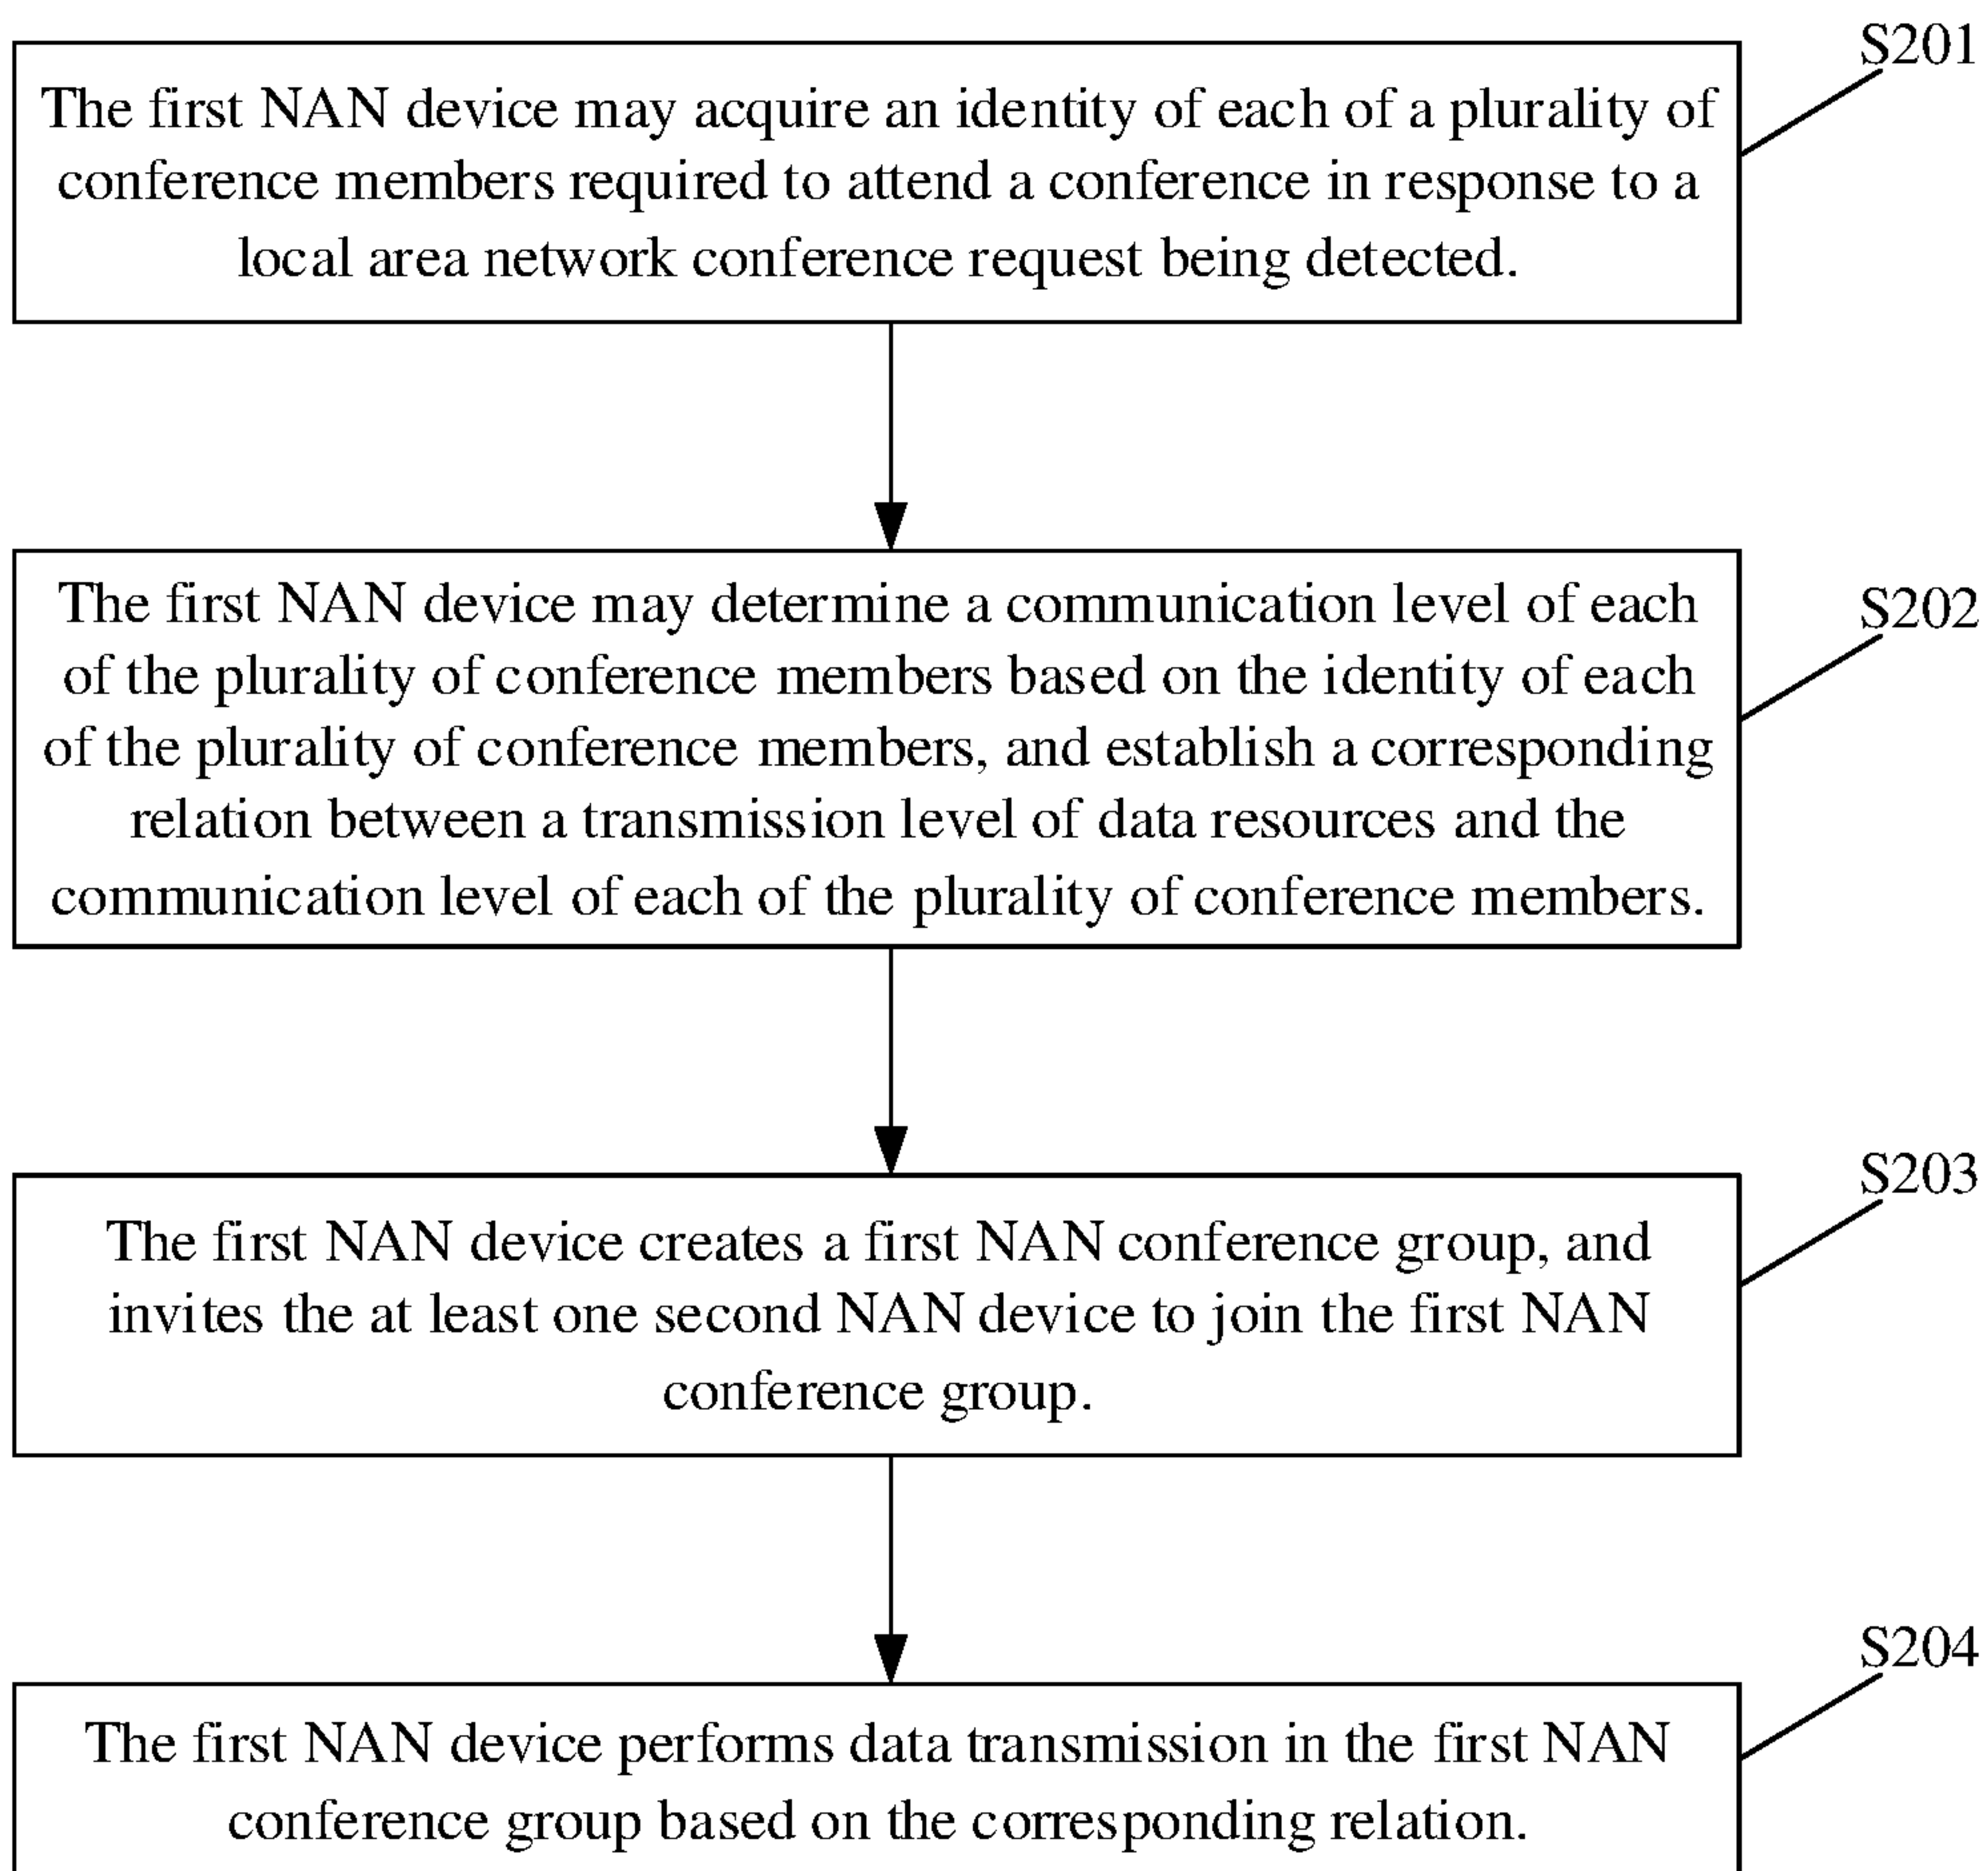 S201
The first NAN device may acquire an identity of each of a plurality of
conference members required to attend a conference in response to a
local area network conference request being detected.
S202
The first NAN device may determine a communication level of each
of the plurality of conference members based on the identity of each
of the plurality of conference members, and establish a corresponding
relation between a transmission level of data resources and the
communication level of each of the plurality of conference members.
S203
The first NAN device creates a first NAN conference group, and
invites the at least one second NAN device to join the first NAN
conference group.
S204
The first NAN device performs data transmission in the first NAN
conference group based on the corresponding relation.